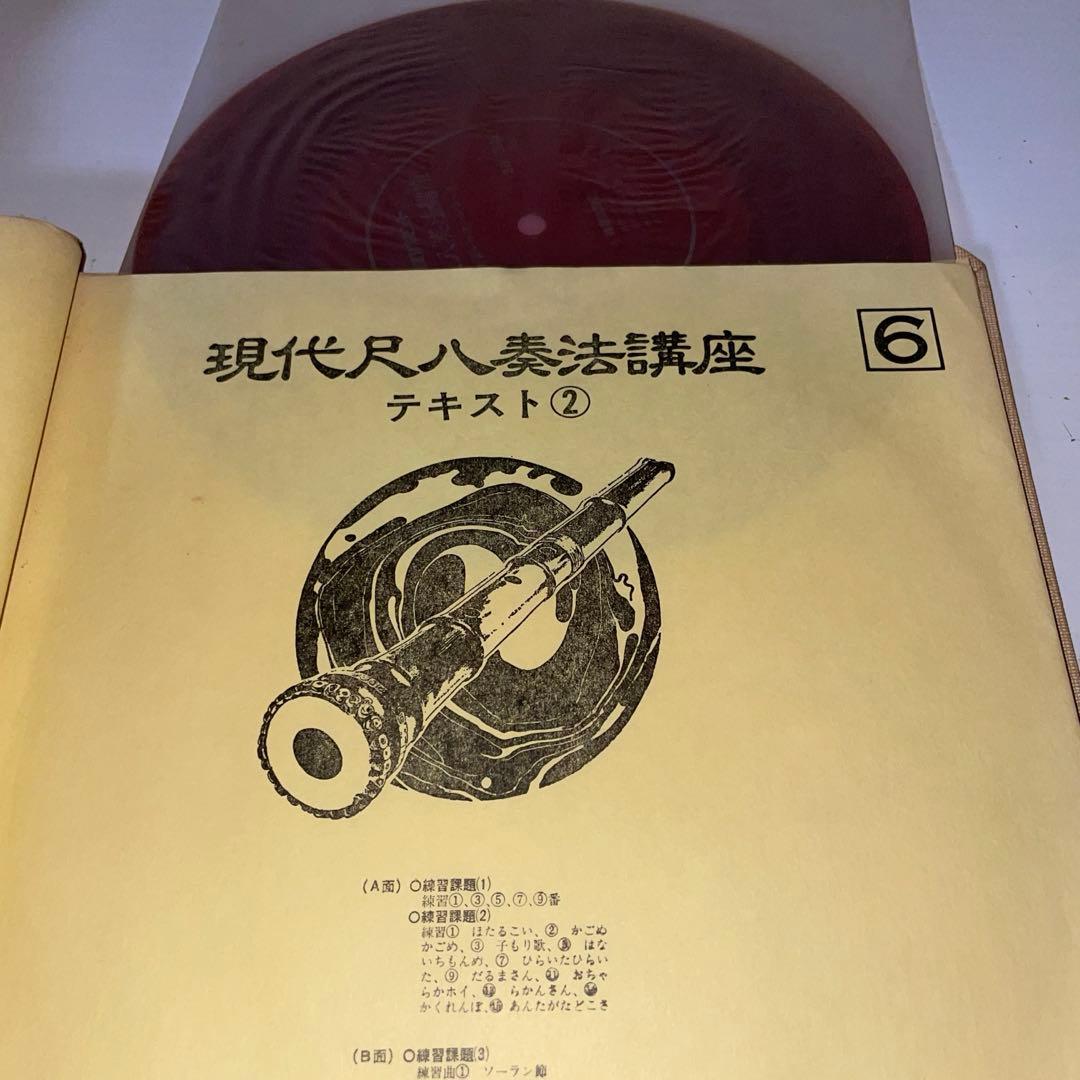 現代尺八奏法講座
6
テキスト②
(A面) ○練習課題(1)
練習①、③、⑤、⑦、⑨番
○練習課題(2)
練習① ほたるこい、② かごめ
かごめ、③ 子もり歌、 はな
いちもんめ、⑦ ひらいたひらい
た、⑨ だるまさん、 おちゃ
らかホイ、 らかんさん、
かくれんぼ、 あんたがたどこさ
(B面) ○練習課題(3)
練習曲① ソーラン節